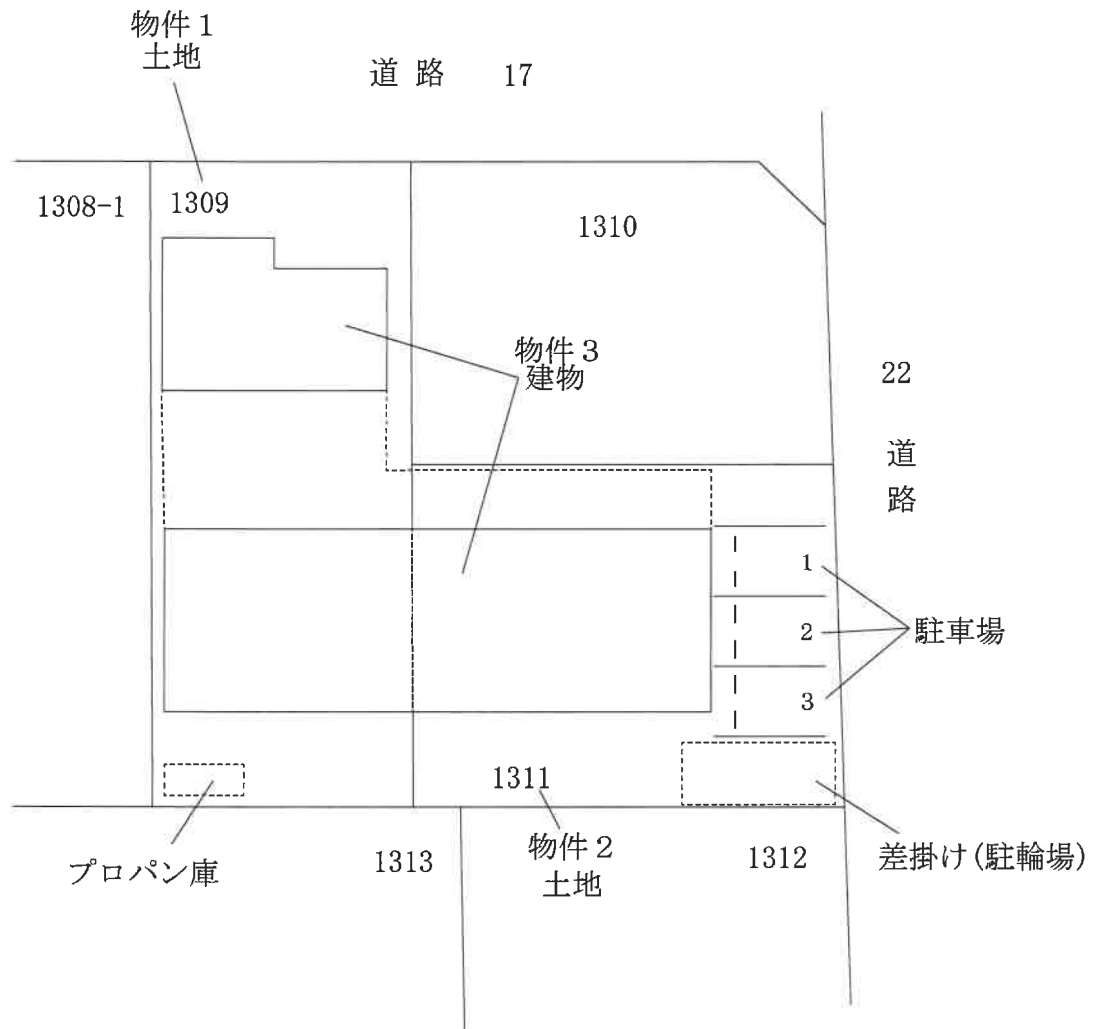 物件１
土地
道 路 17
1308-1
1309
1310
物件３
建物
22
道
路
1
2
駐車場
3
1311
プロパン庫
1313
物件２
土地
1312
差掛け(駐輪場)